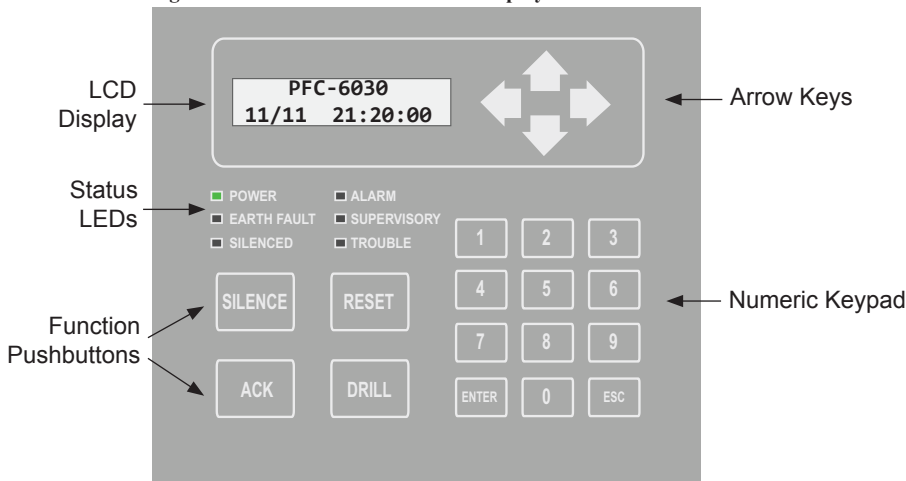 LCD
Display
PFC-6030
11/11 21:20:00
Arrow Keys
Status
LEDs
POWER
ALARM
EARTH FAULT
SUPERVISORY
SILENCED
TROUBLE
1 2 3
4 5 6
7 8 9
ENTER 0 ESC
Numeric Keypad
Function
Pushbuttons
SILENCE
RESET
ACK
DRILL